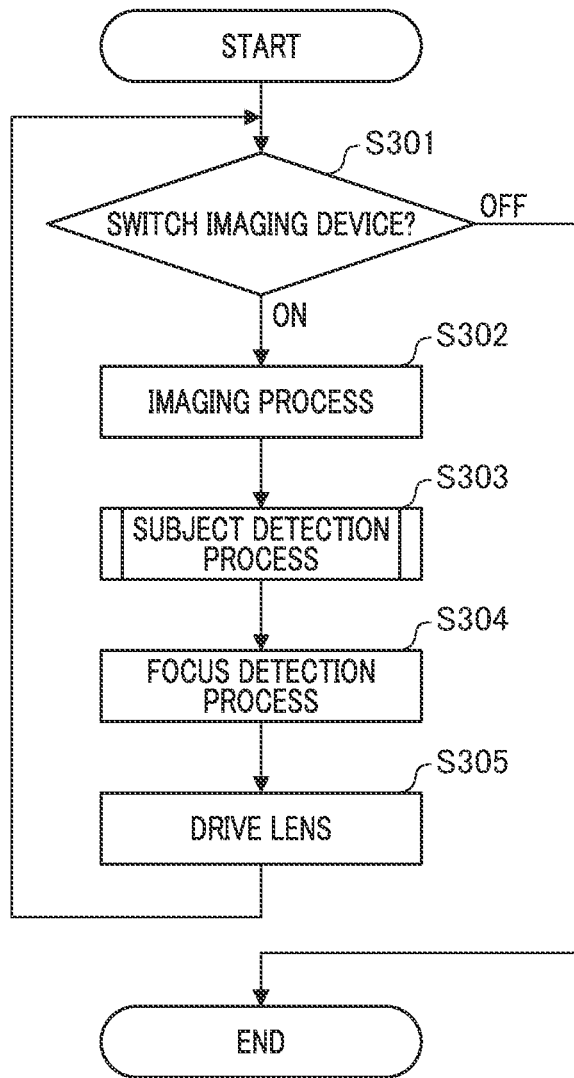 START
S301
SWITCH IMAGING DEVICE?
OFF
ON
S302
IMAGING PROCESS
S303
SUBJECT DETECTION
PROCESS
S304
FOCUS DETECTION
PROCESS
S305
DRIVE LENS
END